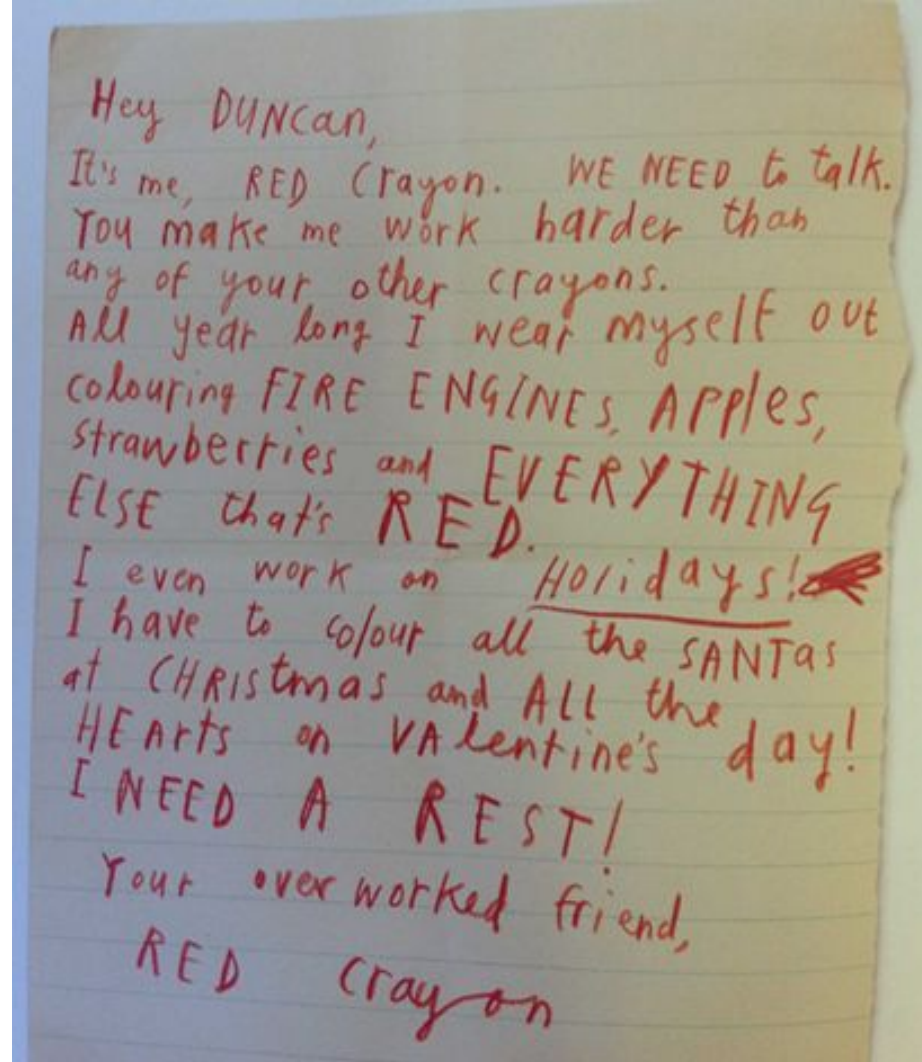 Hey DUNCan,
It's me, RED Crayon. WE NEED to talk.
You make me work harder than
any of your other crayons.
All year long I wear myself out
colouring FIRE ENGINES, Apples,
strawberries and EVERYTHING
ELSE that's RED.
I even work on Holidays!
I have to colour all the SANTas
at CHRIStmas and ALL the
HEArts on VAlentine's day!
I NEED A REST!
Your overworked friend,
RED Crayon